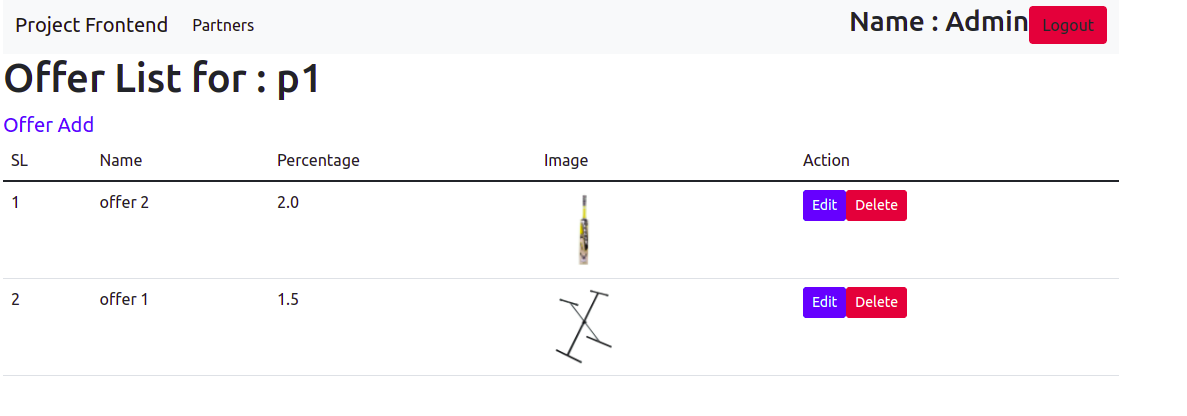 Project Frontend Partners Name : Admin Logout
Offer List for : p1
Offer Add
SL Name Percentage Image Action
1 offer 2 2.0 Edit Delete
2 offer 1 1.5 Edit Delete